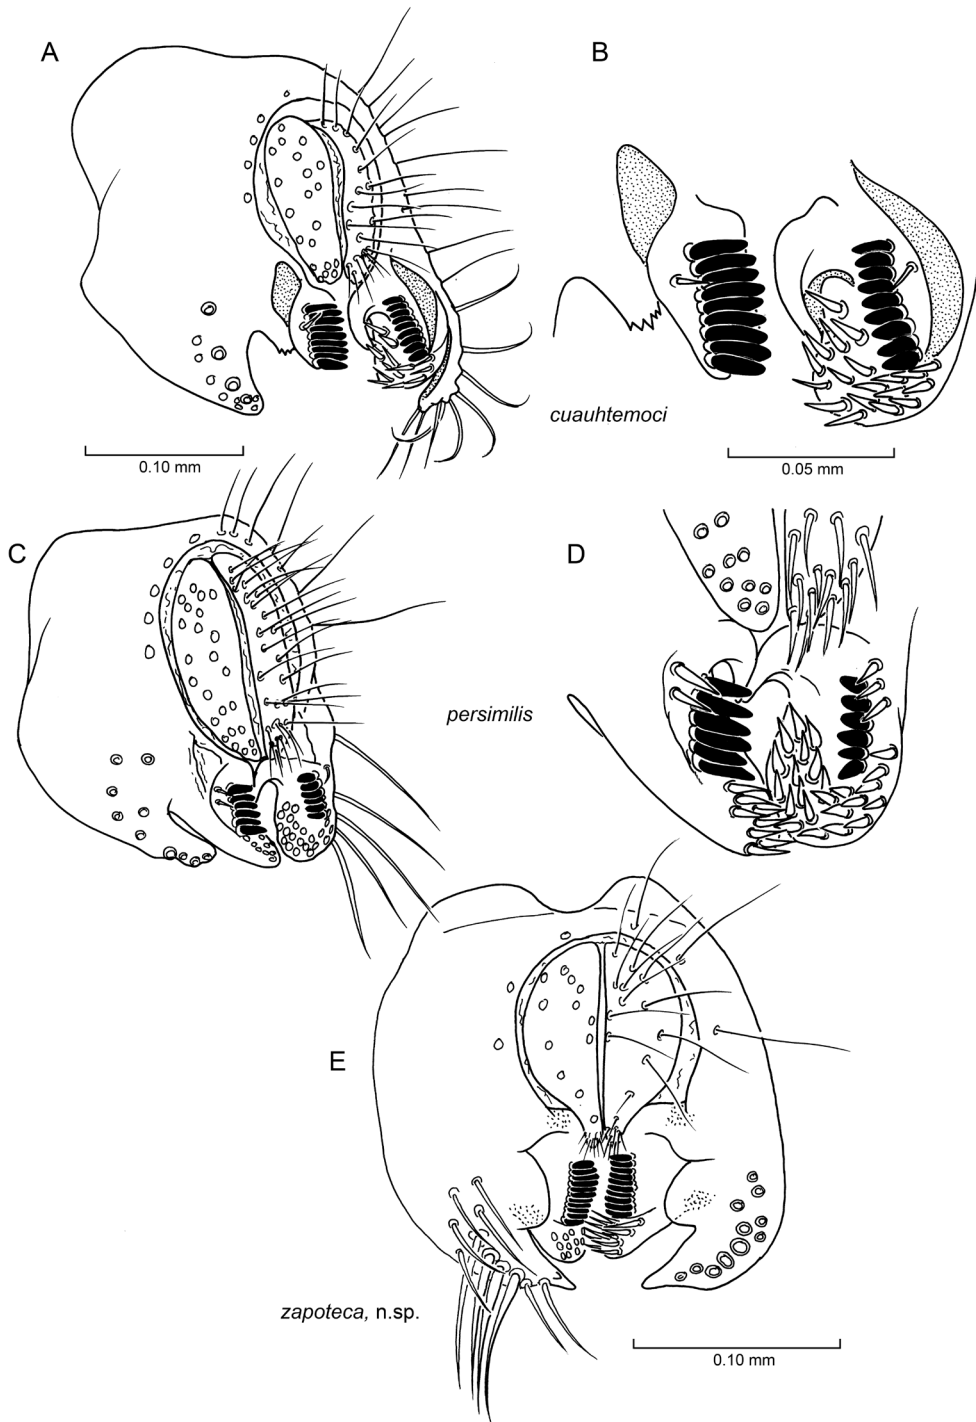 A
B
cuauhtemoci
0.10 mm
0.05 mm
C
D
persimilis
E
zapoteca, n.sp.
0.10 mm